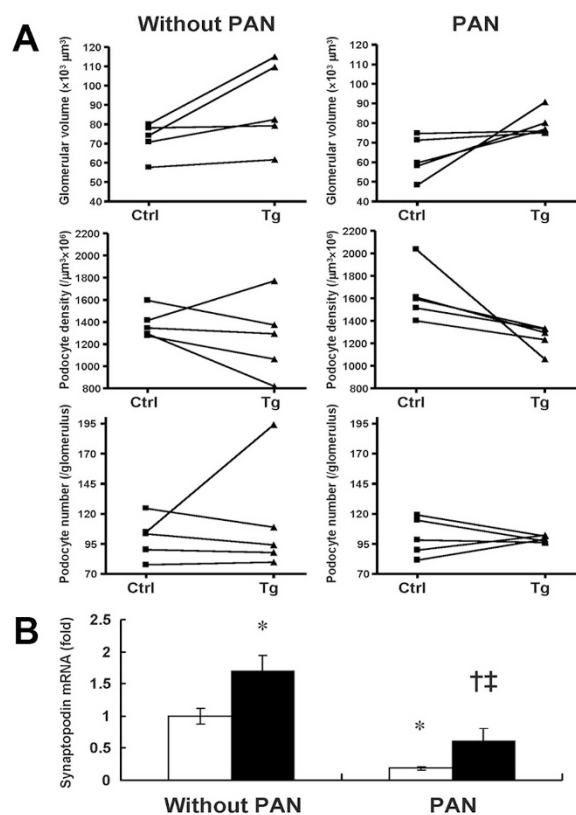 A
Without PAN
PAN
Glomerular volume (×10³ μm³)
120
110
100
90
80
70
60
50
40
Ctrl
Tg
Glomerular volume (×10³ μm³)
120
110
100
90
80
70
60
50
40
Ctrl
Tg
Podocyte density (/μm³×10⁶)
2200
2000
1800
1600
1400
1200
1000
800
Ctrl
Tg
Podocyte density (/μm³×10⁶)
2200
2000
1800
1600
1400
1200
1000
800
Ctrl
Tg
Podocyte number (/glomerulus)
195
170
145
120
95
70
Ctrl
Tg
Podocyte number (/glomerulus)
195
170
145
120
95
70
Ctrl
Tg
B
Synaptopodin mRNA (fold)
2.5
2
1.5
1
0.5
0
*
*
†‡
Without PAN
PAN